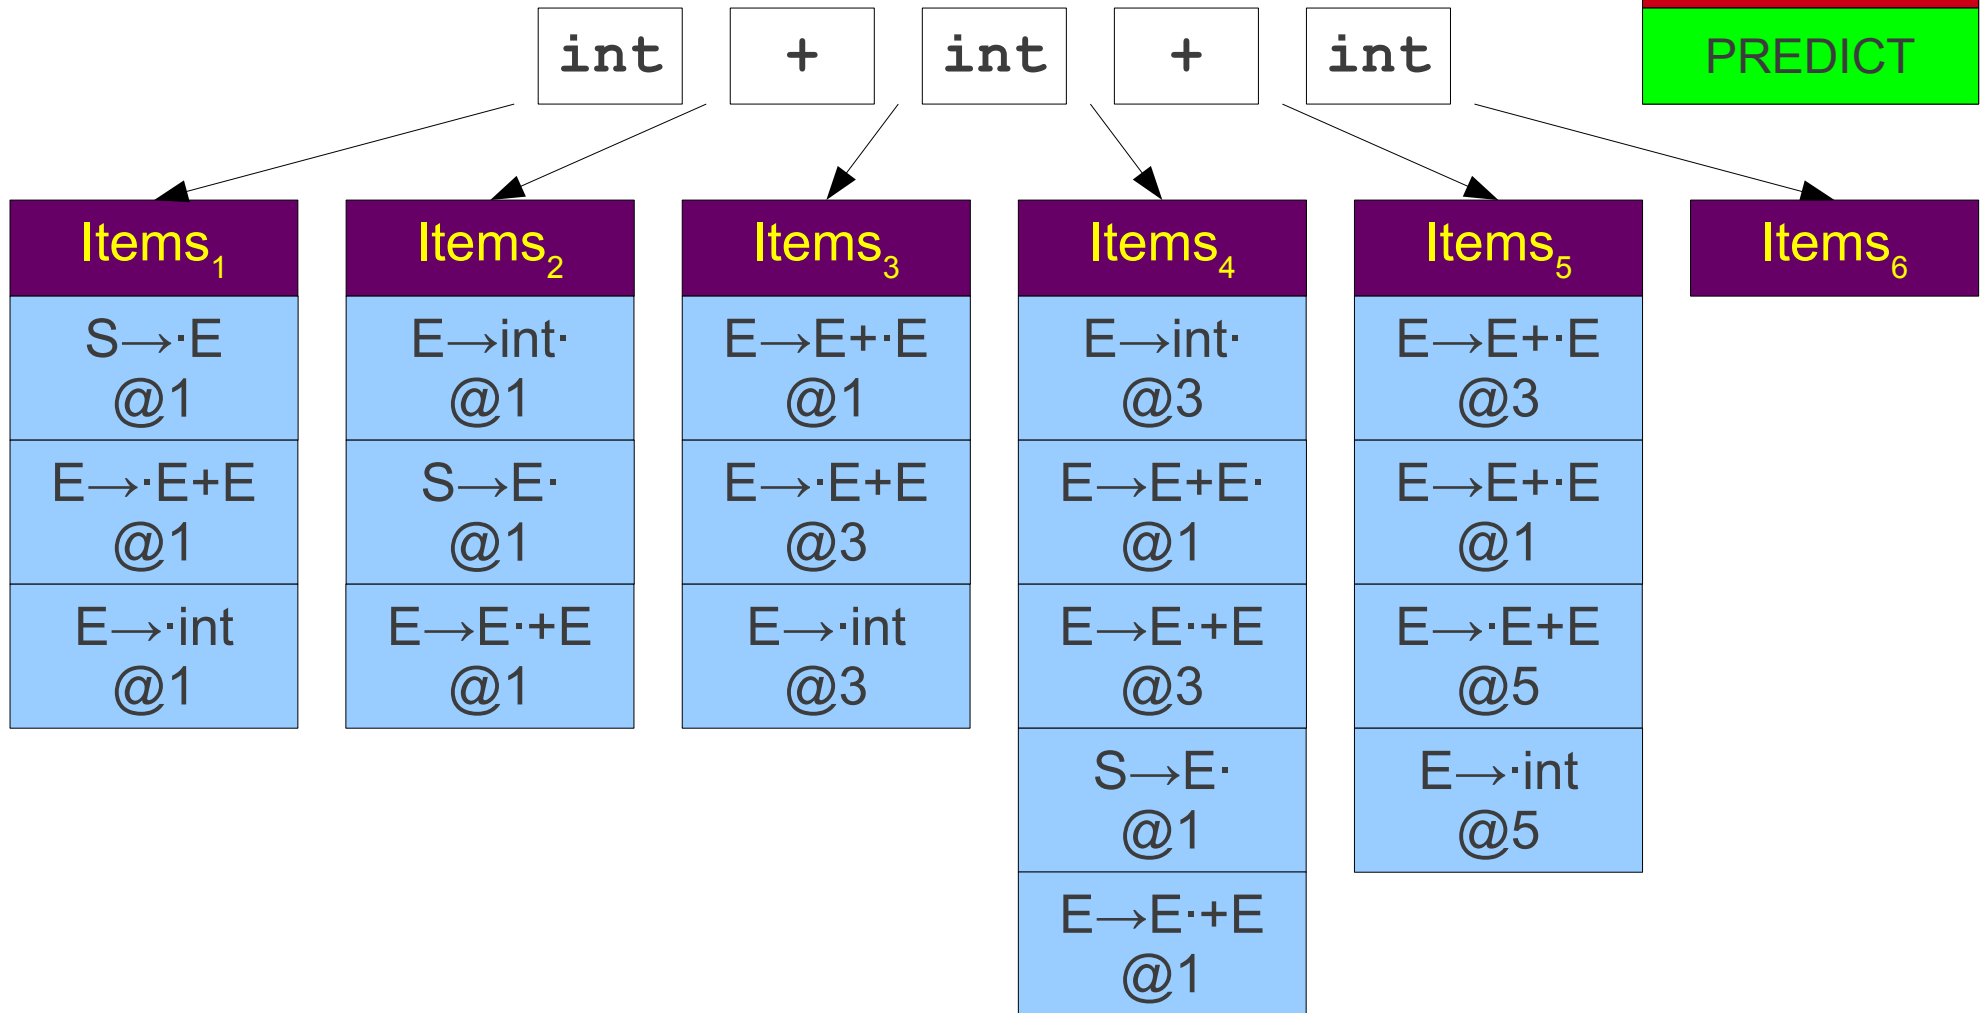 int + int + int PREDICT
Items₁ Items₂ Items₃ Items₄ Items₅ Items₆
S→·E
@1
E→·E+E
@1
E→·int
@1
E→int·
@1
S→E·
@1
E→E·+E
@1
E→E+·E
@1
E→·E+E
@3
E→·int
@3
E→int·
@3
E→E+E·
@1
E→E·+E
@3
S→E·
@1
E→E·+E
@1
E→E+·E
@3
E→E+·E
@1
E→·E+E
@5
E→·int
@5